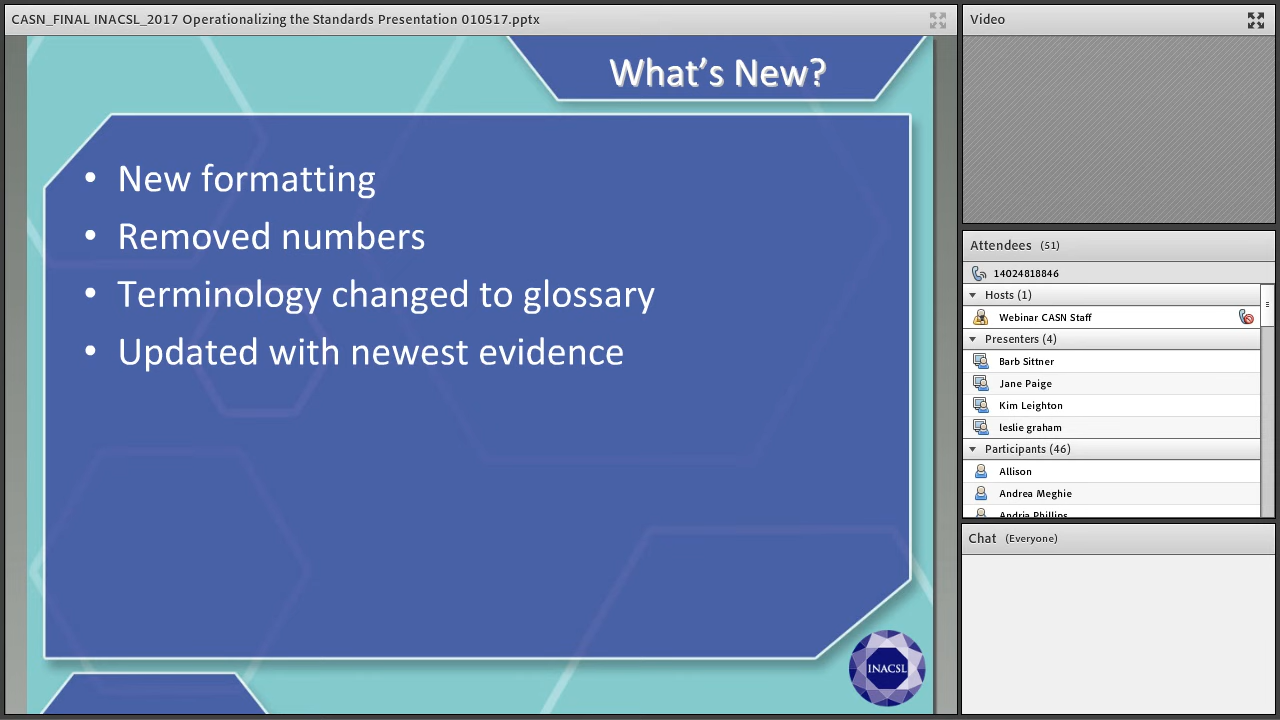 CASN_FINAL INACSL_2017 Operationalizing the Standards Presentation 010517.pptx
What's New?
• New formatting
• Removed numbers
• Terminology changed to glossary
• Updated with newest evidence
INACSL
Video
Attendees (51)
14024818846
Hosts (1)
Webinar CASN Staff
Presenters (4)
Barb Sittner
Jane Paige
Kim Leighton
leslie graham
Participants (46)
Allison
Andrea Meghie
Andria Phillips
Chat (Everyone)